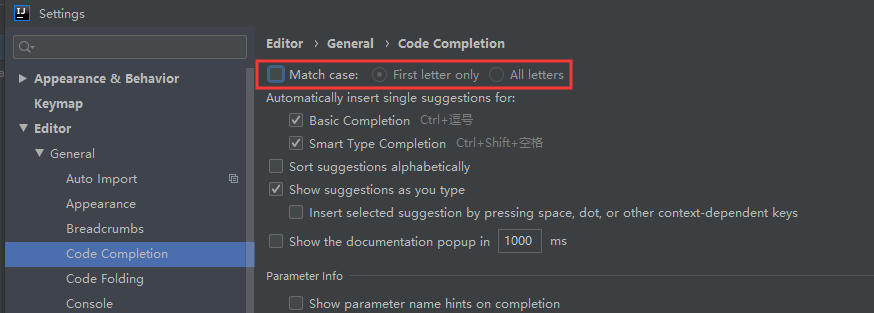 IJ
Settings
Appearance & Behavior
Keymap
Editor
General
Auto Import
Appearance
Breadcrumbs
Code Completion
Code Folding
Console
Editor › General › Code Completion
Match case: First letter only All letters
Automatically insert single suggestions for:
Basic Completion Ctrl+逗号
Smart Type Completion Ctrl+Shift+空格
Sort suggestions alphabetically
Show suggestions as you type
Insert selected suggestion by pressing space, dot, or other context-dependent keys
Show the documentation popup in 1000 ms
Parameter Info
Show parameter name hints on completion